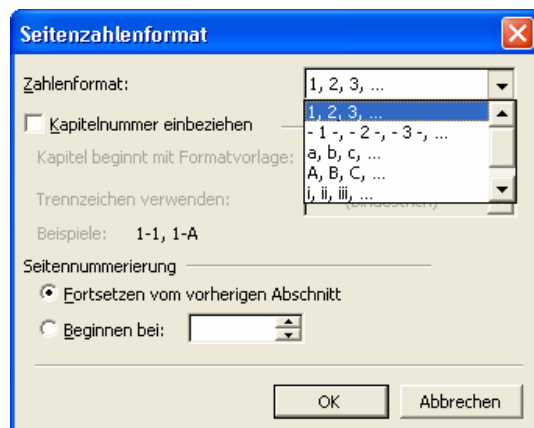 Seitenzahlenformat
Zahlenformat: 1, 2, 3, ...
1, 2, 3, ...
Kapitelnummer einbeziehen
- 1 -, - 2 -, - 3 -, ...
Kapitel beginnt mit Formatvorlage:
a, b, c, ...
A, B, C, ...
Trennzeichen verwenden:
i, ii, iii, ...
Beispiele: 1-1, 1-A
Seitennummerierung
Fortsetzen vom vorherigen Abschnitt
Beginnen bei:
OK Abbrechen